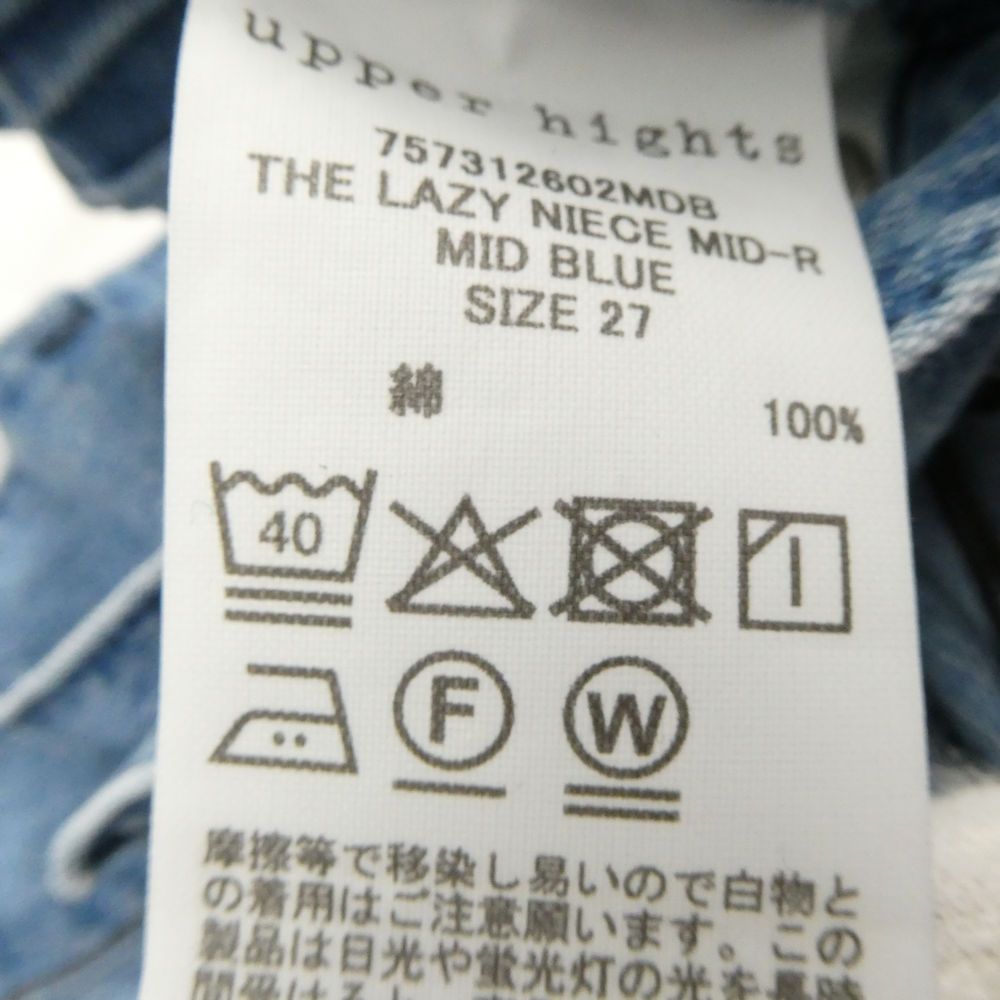 upper hights
757312602MDB
THE LAZY NIECE MID-R
MID BLUE
SIZE 27
綿 100%
40
F W
摩擦等で移染し易いので白物と
の着用はご注意願います。この
製品は目光や蛍光灯の光を長時